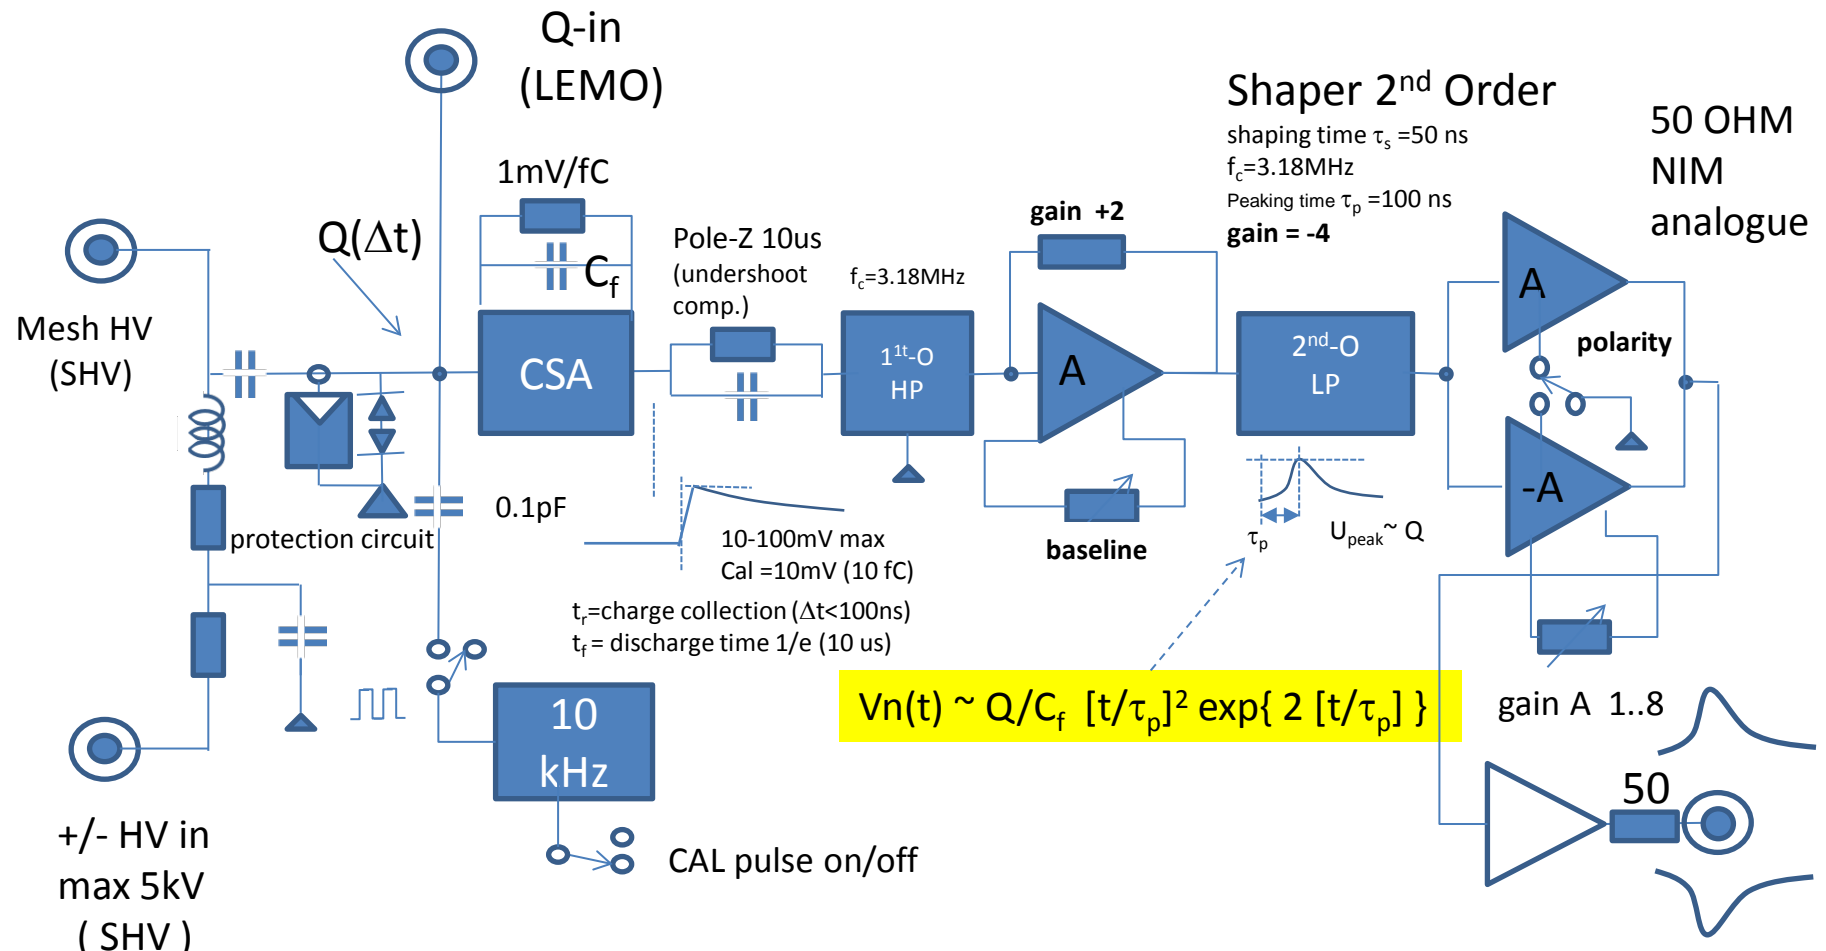 Q-in
(LEMO)
Shaper 2nd Order
shaping time τs =50 ns
fc=3.18MHz
Peaking time τp =100 ns
gain = -4
50 OHM
NIM
analogue
1mV/fC
Cf
Q(Δt)
Mesh HV
(SHV)
Pole-Z 10us
(undershoot
comp.)
fc=3.18MHz
gain +2
CSA
11t-O
HP
A
2nd-O
LP
A
polarity
-A
0.1pF
protection circuit
10-100mV max
Cal =10mV (10 fC)
baseline
τp
Upeak~ Q
tr=charge collection (Δt<100ns)
tf = discharge time 1/e (10 us)
10
kHz
Vn(t) ~ Q/Cf [t/τp]2 exp{ 2 [t/τp] }
gain A 1..8
50
CAL pulse on/off
+/- HV in
max 5kV
( SHV )